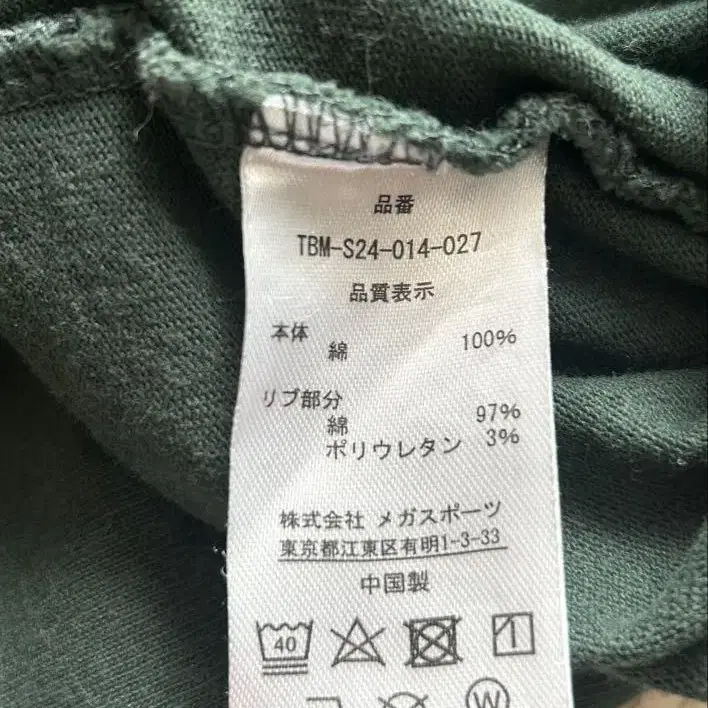 品番
TBM-S24-014-027
品質表示
本体
綿 100%
リブ部分
綿 97%
ポリウレタン 3%
株式会社 メガスポーツ
東京都江東区有明1-3-33
中国製
40
W